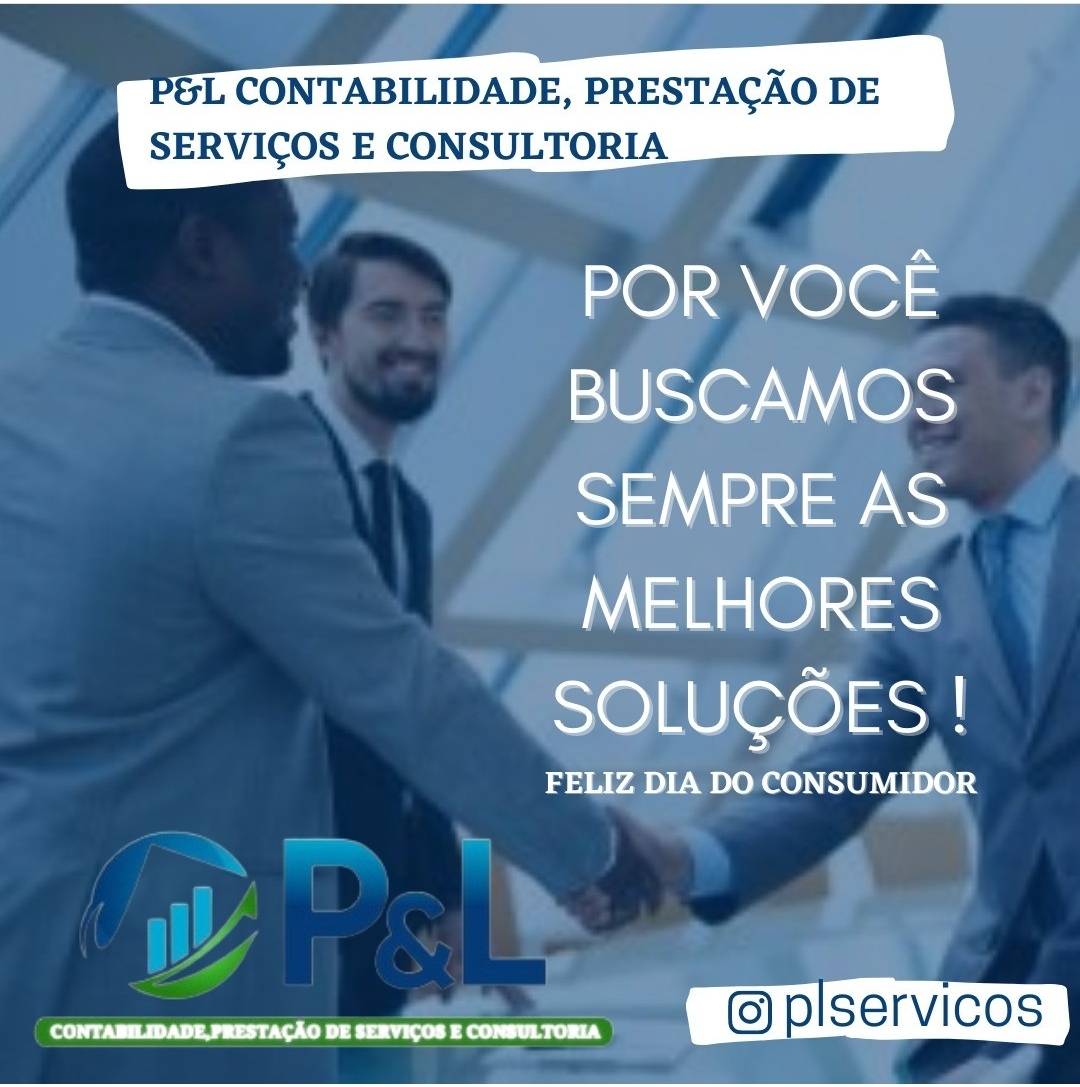 P&L CONTABILIDADE, PRESTAÇÃO DE
SERVIÇOS E CONSULTORIA
POR VOCÊ
BUSCAMOS
SEMPRE AS
MELHORES
SOLUÇÕES !
FELIZ DIA DO CONSUMIDOR
P&L
CONTABILIDADE,PRESTAÇÃO DE SERVIÇOS E CONSULTORIA
plservicos